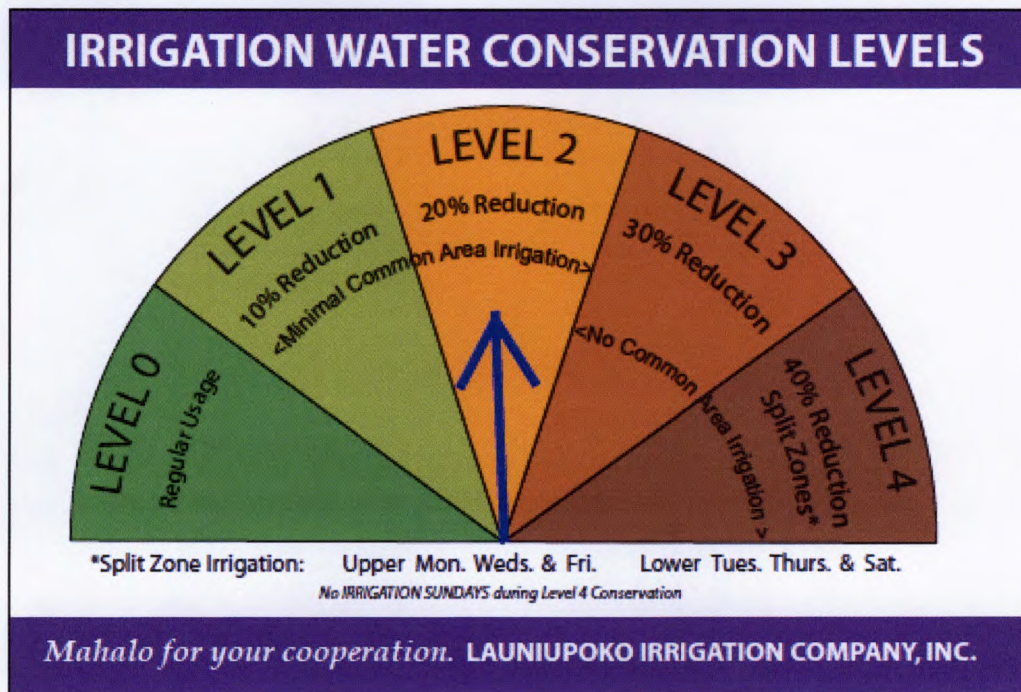 IRRIGATION WATER CONSERVATION LEVELS
LEVEL 0
Regular Usage
LEVEL 1
10% Reduction
LEVEL 2
20% Reduction
<Minimal Common Area Irrigation>
LEVEL 3
30% Reduction
<No Common Area Irrigation >
LEVEL 4
40% Reduction
Split Zones*
*Split Zone Irrigation: Upper Mon. Weds. & Fri. Lower Tues. Thurs. & Sat.
No IRRIGATION SUNDAYS during Level 4 Conservation
Mahalo for your cooperation. LAUNIUPOKO IRRIGATION COMPANY, INC.